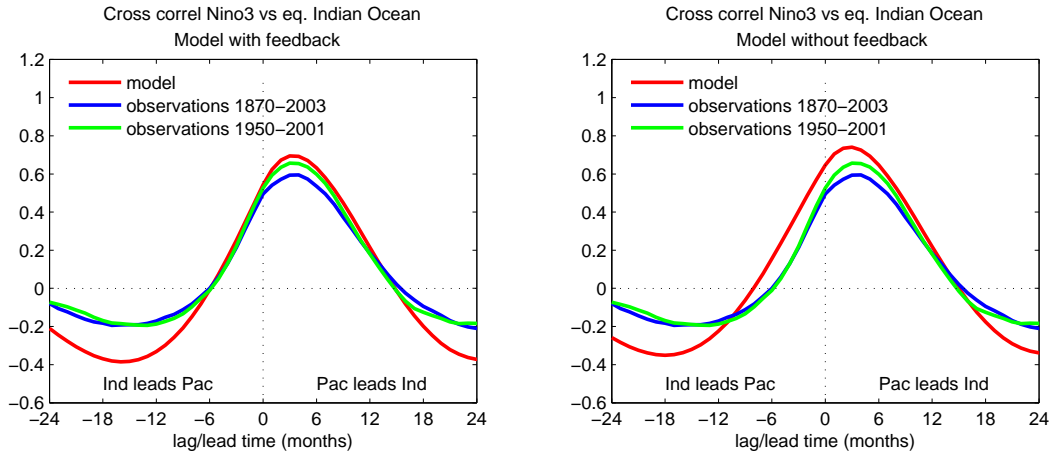 Cross correl Nino3 vs eq. Indian Ocean
Model with feedback
1.2
1
0.8
0.6
0.4
0.2
0
−0.2
−0.4
−0.6
model
observations 1870−2003
observations 1950−2001
Ind leads Pac
Pac leads Ind
−24 −18 −12 −6 0 6 12 18 24
lag/lead time (months)
Cross correl Nino3 vs eq. Indian Ocean
Model without feedback
1.2
1
0.8
0.6
0.4
0.2
0
−0.2
−0.4
−0.6
model
observations 1870−2003
observations 1950−2001
Ind leads Pac
Pac leads Ind
−24 −18 −12 −6 0 6 12 18 24
lag/lead time (months)